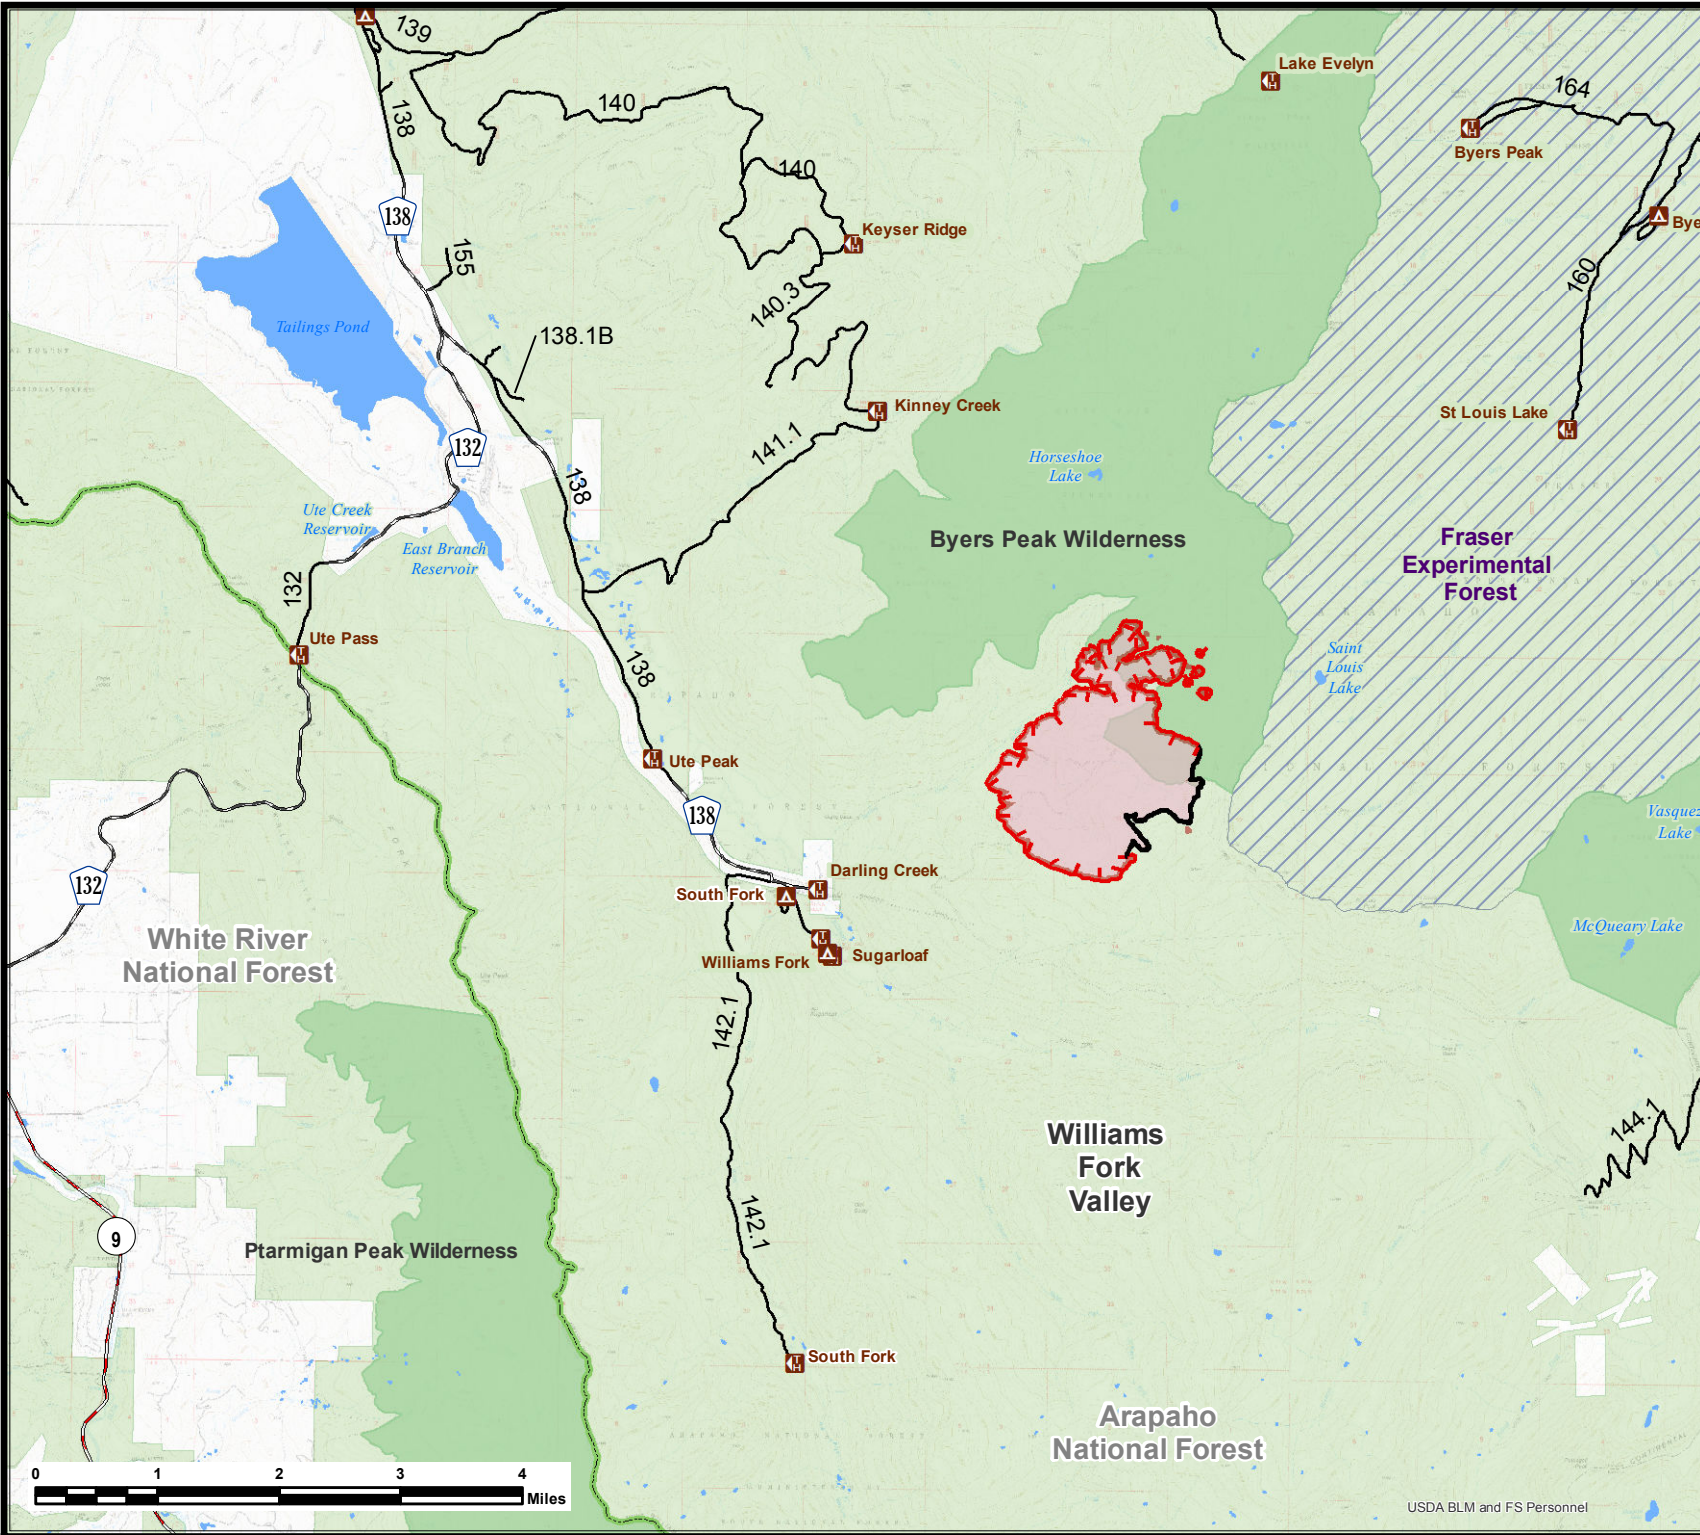 139
Lake Evelyn
164
140
138
Byers Peak
140
138
Bye
Keyser Ridge
155
160
140.3
Tailings Pond
138.1B
Kinney Creek
St Louis Lake
141.1
132
Horseshoe
Lake
138
Ute Creek
Reservoir
East Branch
Reservoir
Byers Peak Wilderness
Fraser
Experimental
Forest
132
Ute Pass
138
Saint
Louis
Lake
Ute Peak
138
Vasquez
Lake
Darling Creek
132
South Fork
White River
National Forest
McQueary Lake
Sugarloaf
Williams Fork
142.1
Williams
Fork
Valley
144.1
142.1
9
Ptarmigan Peak Wilderness
South Fork
Arapaho
National Forest
0 1 2 3 4
Miles
USDA BLM and FS Personnel